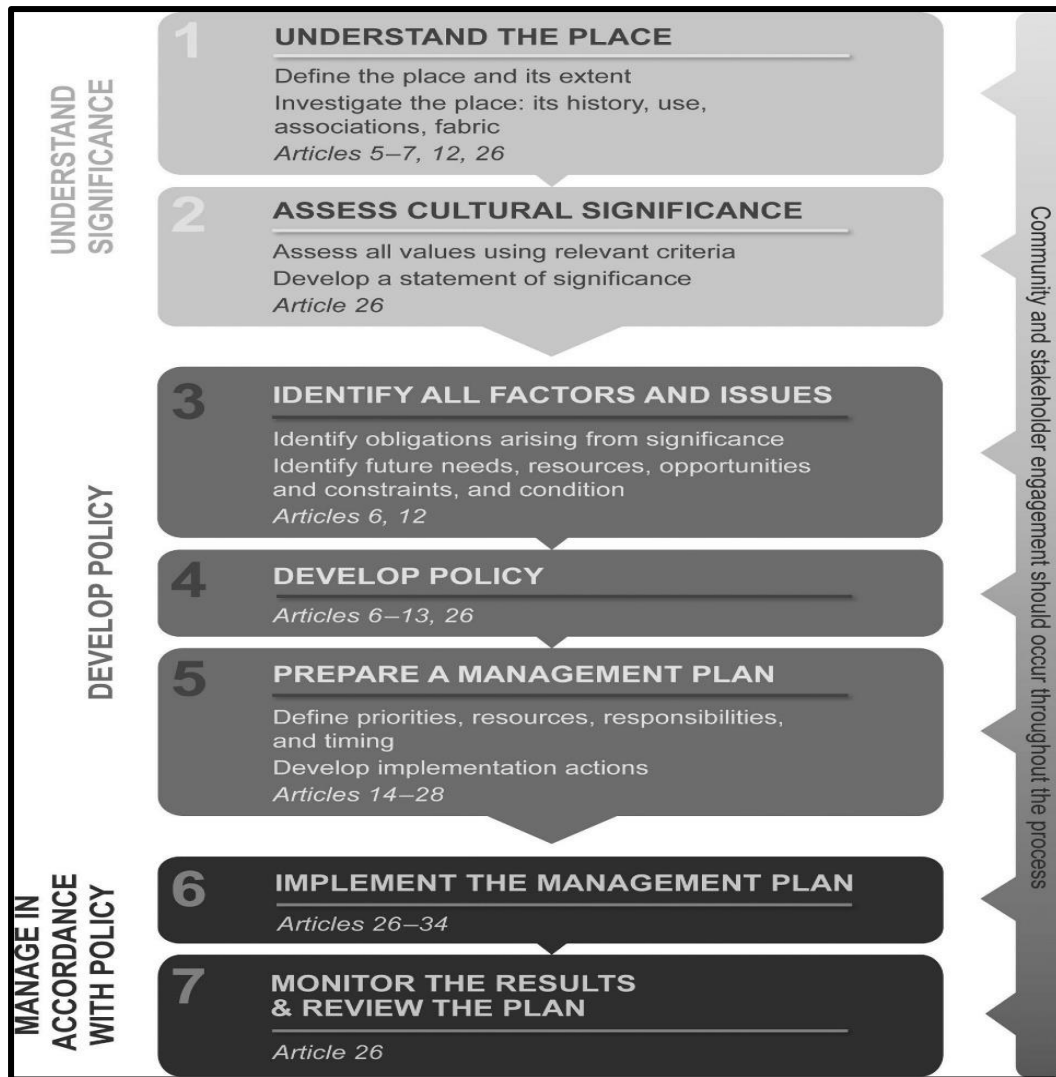 UNDERSTAND
SIGNIFICANCE
1
UNDERSTAND THE PLACE
Define the place and its extent
Investigate the place: its history, use,
associations, fabric
Articles 5–7, 12, 26
2
ASSESS CULTURAL SIGNIFICANCE
Assess all values using relevant criteria
Develop a statement of significance
Article 26
DEVELOP POLICY
3
IDENTIFY ALL FACTORS AND ISSUES
Identify obligations arising from significance
Identify future needs, resources, opportunities
and constraints, and condition
Articles 6, 12
4
DEVELOP POLICY
Articles 6–13, 26
5
PREPARE A MANAGEMENT PLAN
Define priorities, resources, responsibilities,
and timing
Develop implementation actions
Articles 14–28
MANAGE IN
ACCORDANCE
WITH POLICY
6
IMPLEMENT THE MANAGEMENT PLAN
Articles 26–34
7
MONITOR THE RESULTS
& REVIEW THE PLAN
Article 26
Community and stakeholder engagement should occur throughout the process